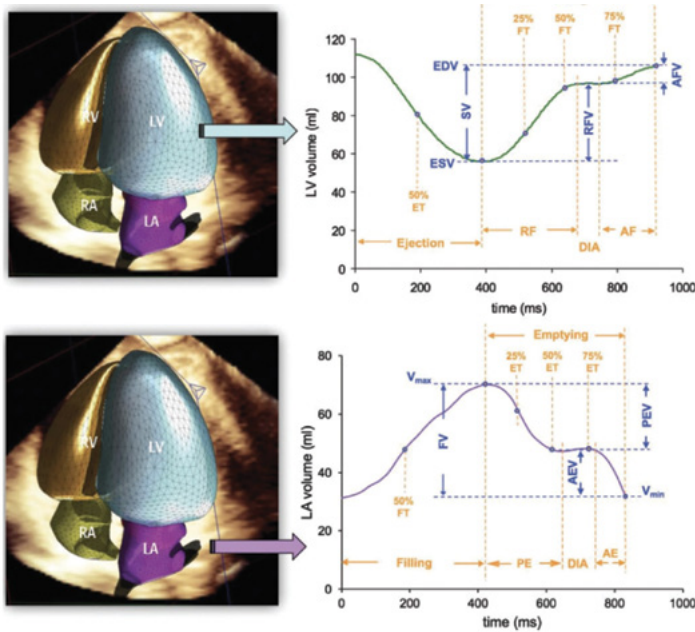 RV
LV
RA
LA
LV volume (ml)
120
100
80
60
40
20
0
25%
FT
50%
FT
75%
FT
EDV
SV
ESV
RFV
AFV
50%
ET
Ejection
RF
DIA
AF
0 200 400 600 800 1000
time (ms)
RV
LV
RA
LA
LA volume (ml)
80
60
40
20
0
Emptying
25%
ET
50%
ET
75%
ET
Vmax
FV
PEV
AEV
Vmin
50%
FT
Filling
PE
DIA
AE
0 200 400 600 800 1000
time (ms)